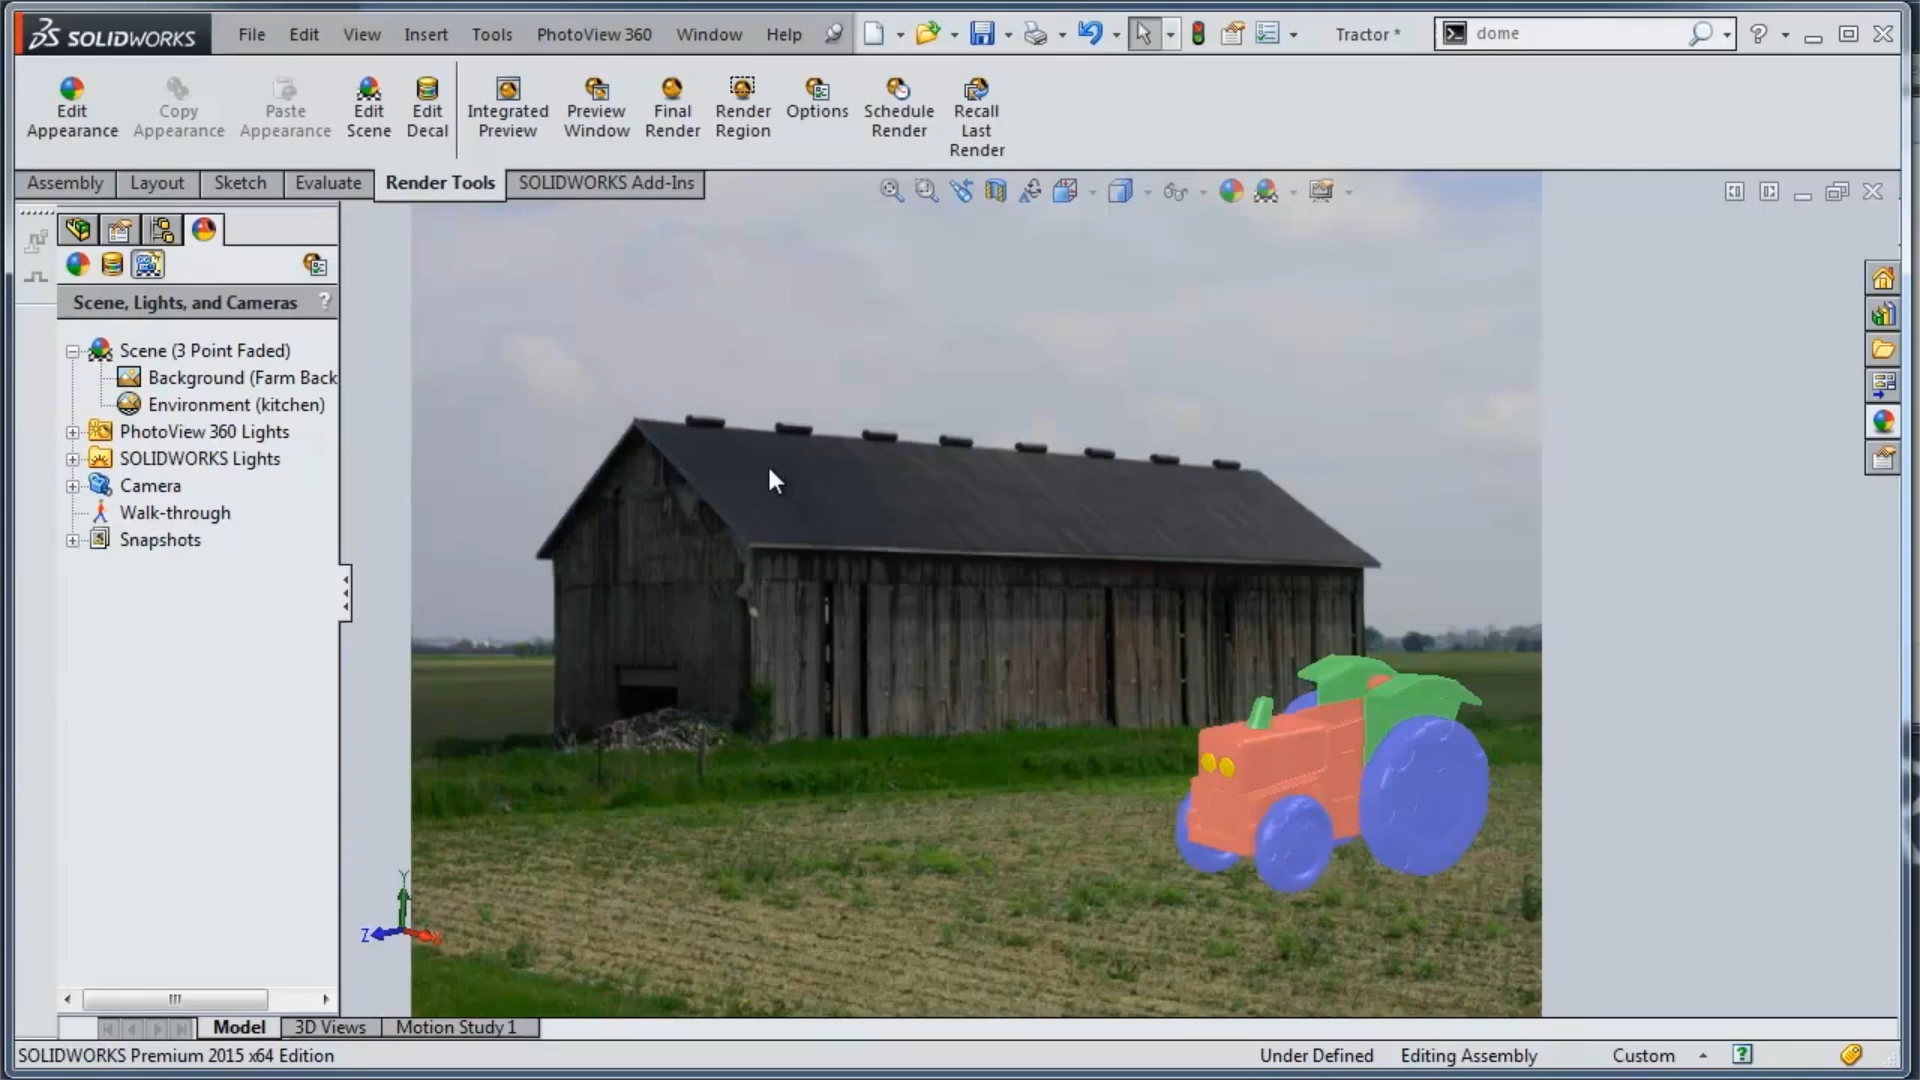 SOLIDWORKS File Edit View Insert Tools PhotoView 360 Window Help Tractor * dome
Edit Appearance
Copy Appearance
Paste Appearance
Edit Scene
Edit Decal
Integrated Preview
Preview Window
Final Render
Render Region
Options
Schedule Render
Recall Last Render
Assembly Layout Sketch Evaluate Render Tools SOLIDWORKS Add-Ins
Scene, Lights, and Cameras ?
Scene (3 Point Faded)
Background (Farm Back
Environment (kitchen)
PhotoView 360 Lights
SOLIDWORKS Lights
Camera
Walk-through
Snapshots
Y
Z
Model 3D Views Motion Study 1
SOLIDWORKS Premium 2015 x64 Edition Under Defined Editing Assembly Custom ?